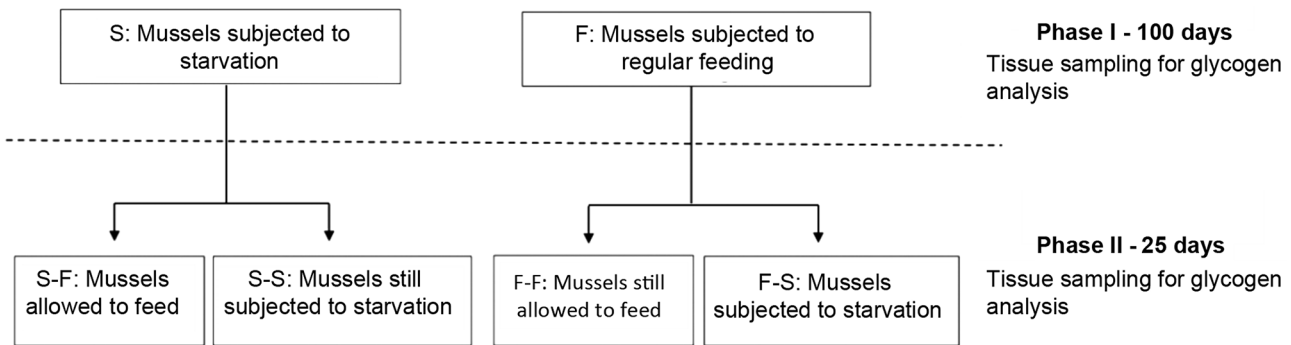 S: Mussels subjected to
starvation
F: Mussels subjected to
regular feeding
Phase I - 100 days
Tissue sampling for glycogen
analysis
S-F: Mussels
allowed to feed
S-S: Mussels still
subjected to starvation
F-F: Mussels still
allowed to feed
F-S: Mussels
subjected to starvation
Phase II - 25 days
Tissue sampling for glycogen
analysis